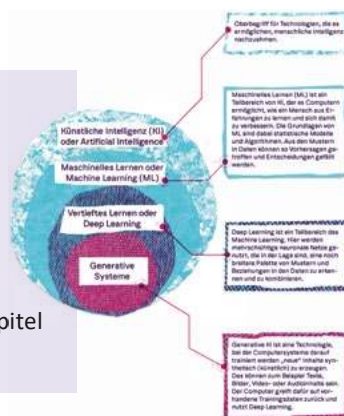 Oberbegriff für Technologien, die es
ermöglichen, menschliche Intelligenz
nachzuahmen.
Künstliche Intelligenz (KI)
oder Artificial Intelligence
Maschinelles Lernen oder
Machine Learning (ML)
Vertieftes Lernen oder
Deep Learning
Generative
Systeme
Maschinelles Lernen (ML) ist ein
Teilbereich von KI, der es Computern
ermöglicht, wie ein Mensch aus Er-
fahrungen zu lernen und sich damit
zu verbessern. Die Grundlagen von
ML sind dabei statistische Modelle
und Algorithmen. Aus den Mustern
in Daten können so Vorhersagen ge-
troffen und Entscheidungen gefällt
werden.
Deep Learning ist ein Teilbereich des
Machine Learning. Hier werden
mehrschichtige neuronale Netze ge-
nutzt, die in der Lage sind, eine noch
breitere Palette von Mustern und
Beziehungen in den Daten zu erken-
nen und zu kombinieren.
pitel
Generative KI ist eine Technologie,
bei der Computersysteme darauf
trainiert werden „neue“ Inhalte syn-
thetisch (künstlich) zu erzeugen.
Das können zum Beispiel Texte,
Bilder, Video- oder Audioinhalte sein.
Der Computer greift dafür auf vor-
handene Trainingsdaten zurück und
nutzt Deep Learning.